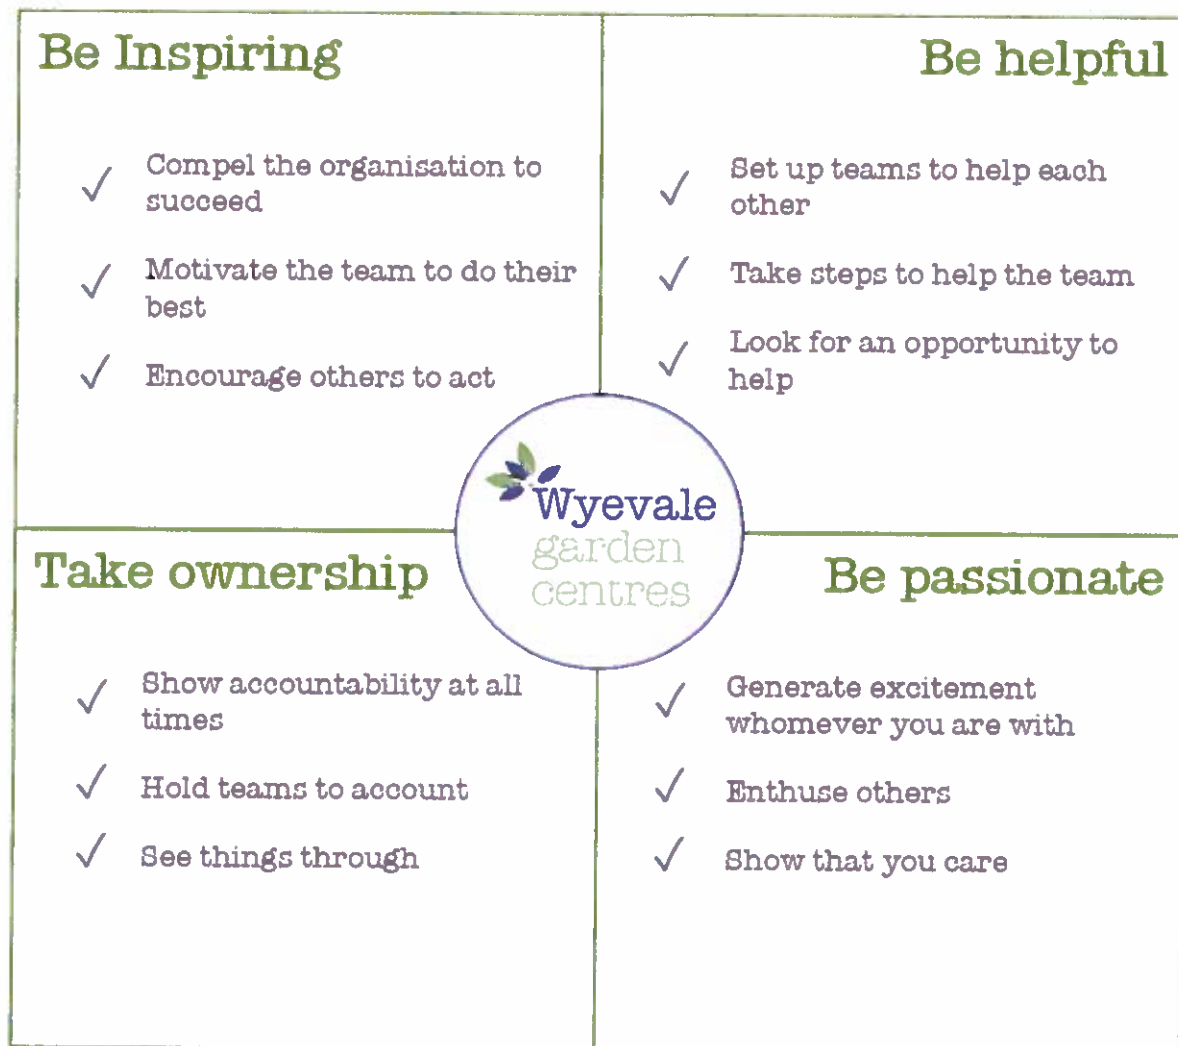 Be Inspiring
Compel the organisation to
succeed
Motivate the team to do their
best
Encourage others to act
Be helpful
Set up teams to help each
other
Take steps to help the team
Look for an opportunity to
help
Wyevale
garden
centres
Take ownership
Show accountability at all
times
Hold teams to account
See things through
Be passionate
Generate excitement
whomever you are with
Enthuse others
Show that you care